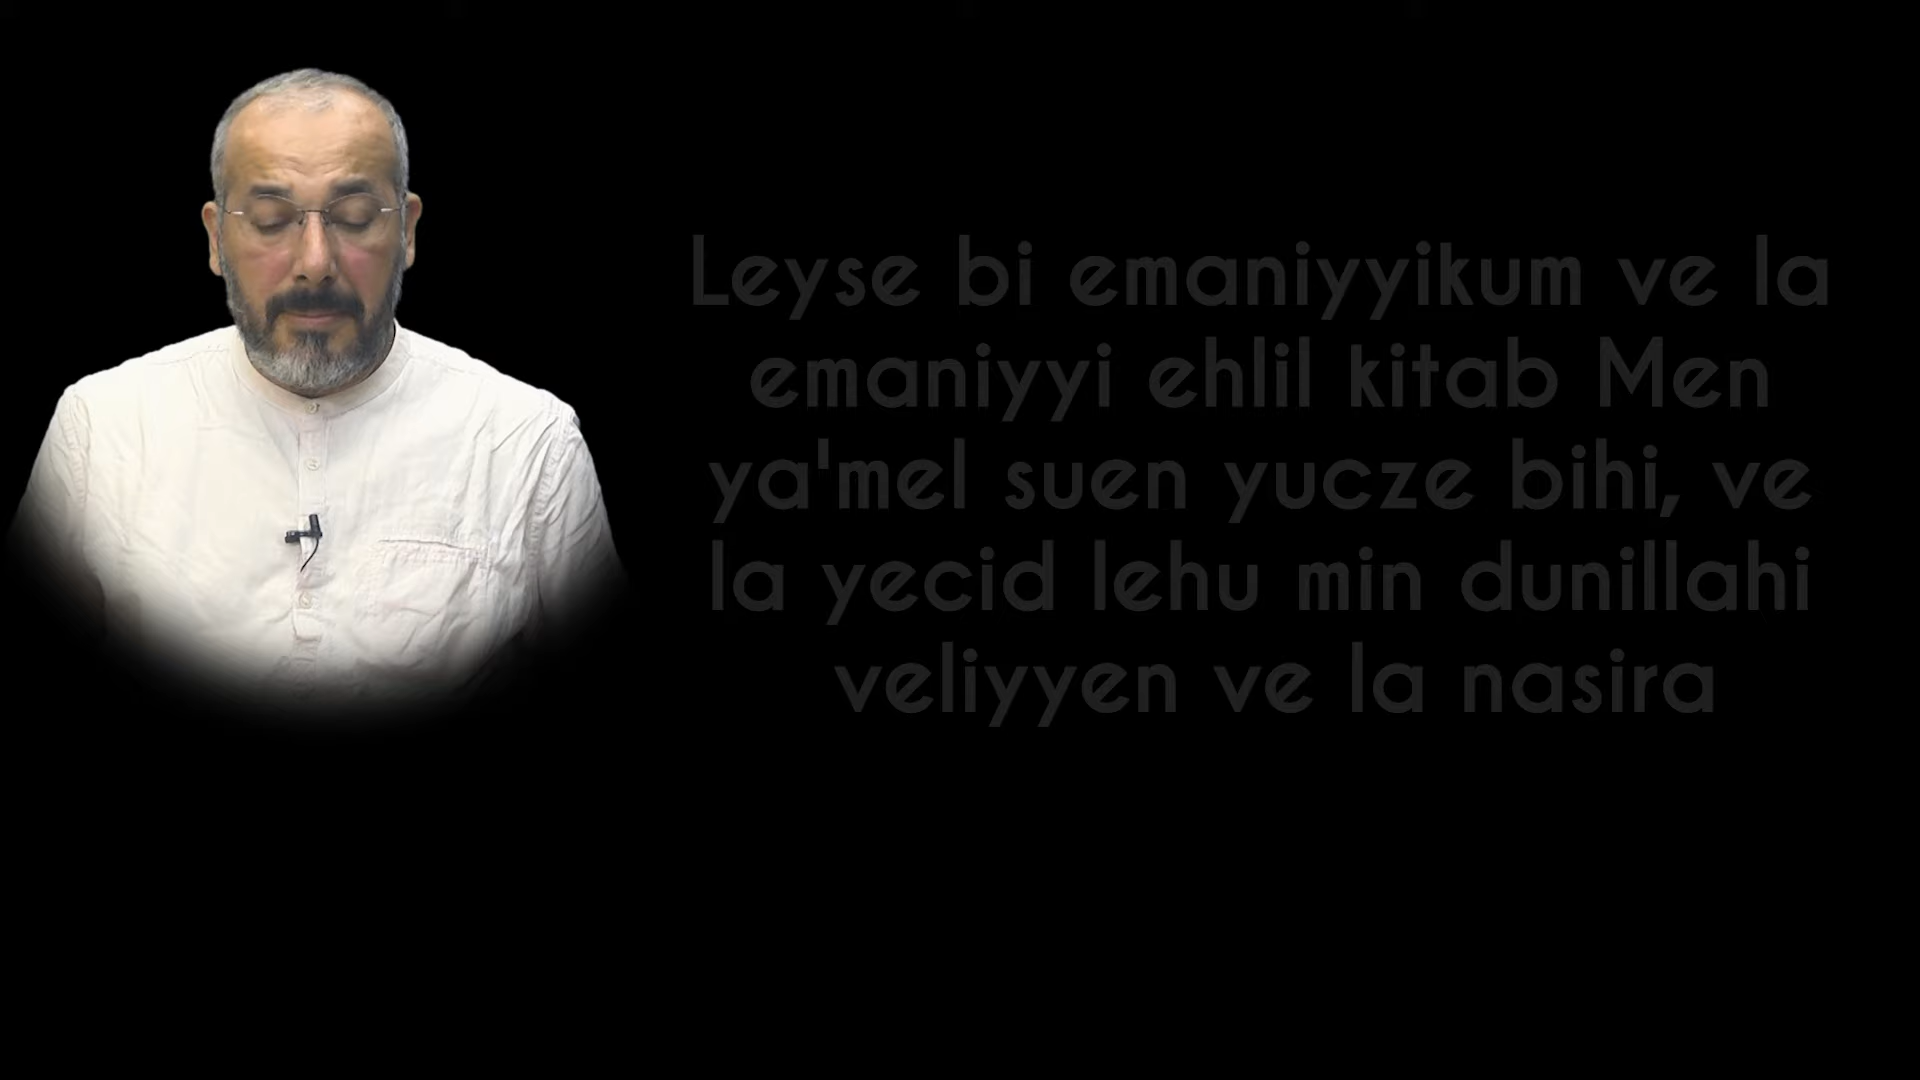 Leyse bi emaniyyikum ve la
emaniyyi ehlil kitab Men
ya'mel suen yucze bihi, ve
la yecid lehu min dunillahi
veliyyen ve la nasira